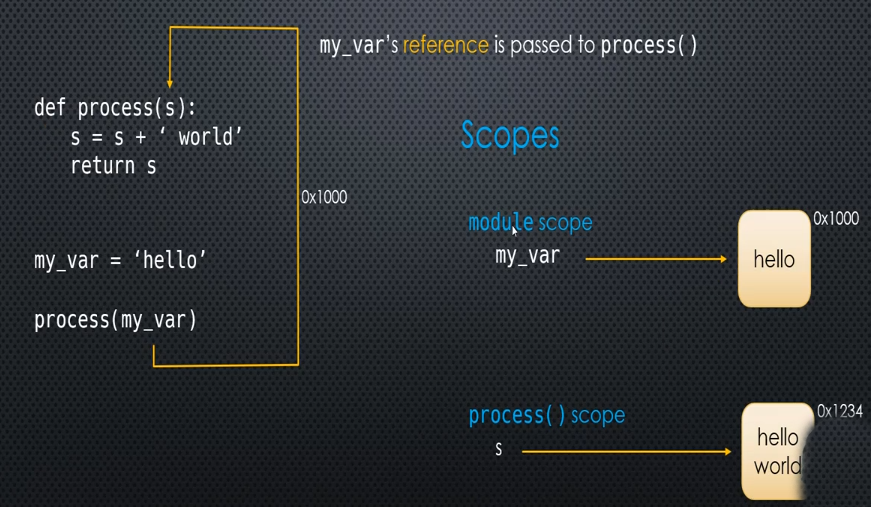 my_var's reference is passed to process()
def process(s):
s = s + ‘ world’
return s
my_var = ‘hello’
process(my_var)
0x1000
Scopes
module scope
my_var
hello
0x1000
process() scope
s
hello
world
0x1234